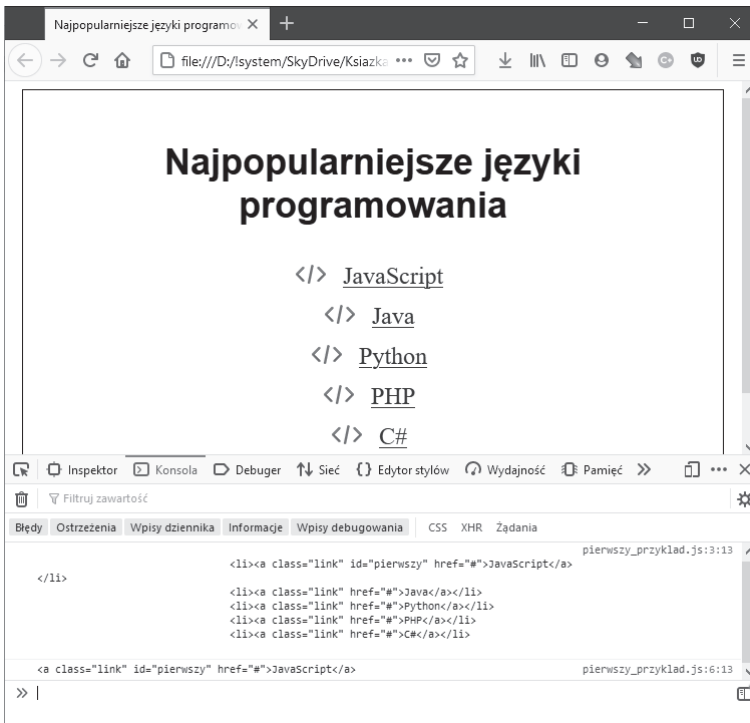 Najpopularniejsze języki programov
file:///D:/!system/SkyDrive/Ksiazka
Najpopularniejsze języki
programowania
</> JavaScript
</> Java
</> Python
</> PHP
</> C#
Inspektor Konsola Debuger Sieć Edytor stylów Wydajność Pamięć
Filtruj zawartość
Błędy Ostrzeżenia Wpisy dziennika Informacje Wpisy debugowania CSS XHR Żądania
pierwszy_przyklad.js:3:13
<li><a class="link" id="pierwszy" href="#">JavaScript</a>
</li>
<li><a class="link" href="#">Java</a></li>
<li><a class="link" href="#">Python</a></li>
<li><a class="link" href="#">PHP</a></li>
<li><a class="link" href="#">C#</a></li>
<a class="link" id="pierwszy" href="#">JavaScript</a> pierwszy_przyklad.js:6:13